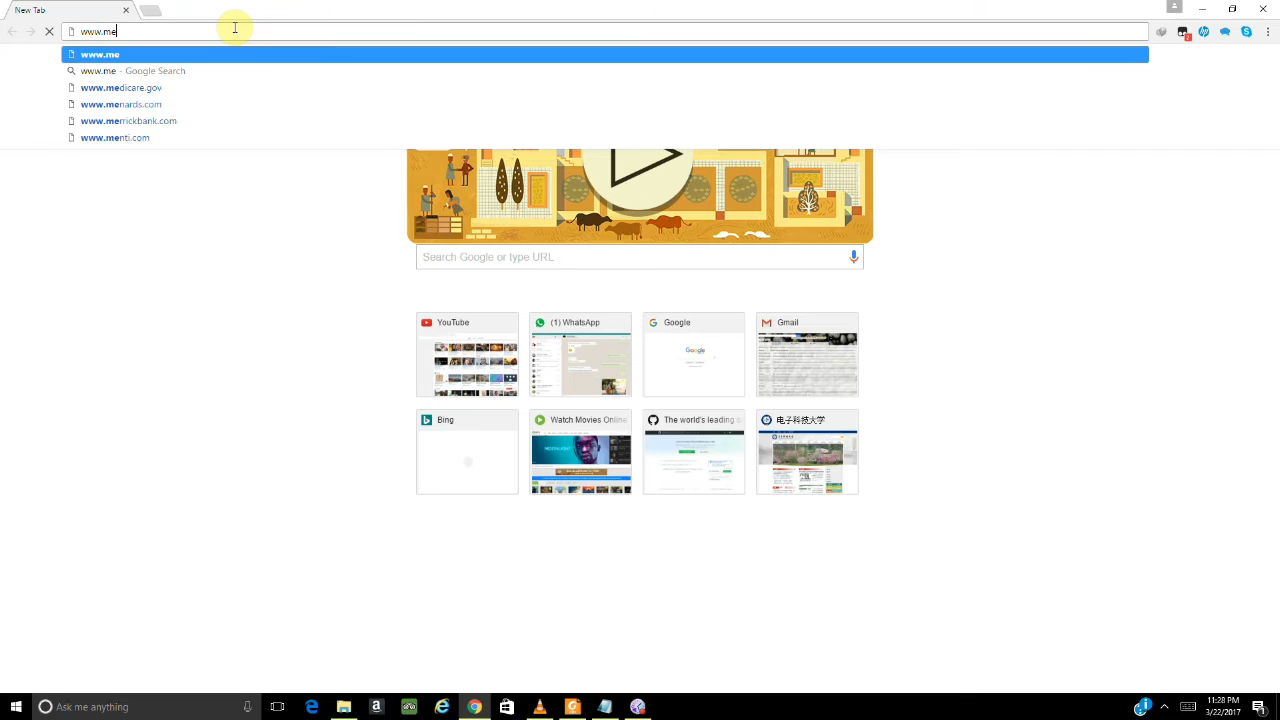 New Tab
www.me
www.me
www.me - Google Search
www.medicare.gov
www.menards.com
www.merrickbank.com
www.menti.com
Search Google or type URL
YouTube
(1) WhatsApp
Google
Gmail
Google
Bing
Watch Movies Online
The world's leading
电子科技大学
Ask me anything
11:28 PM
3/22/2017